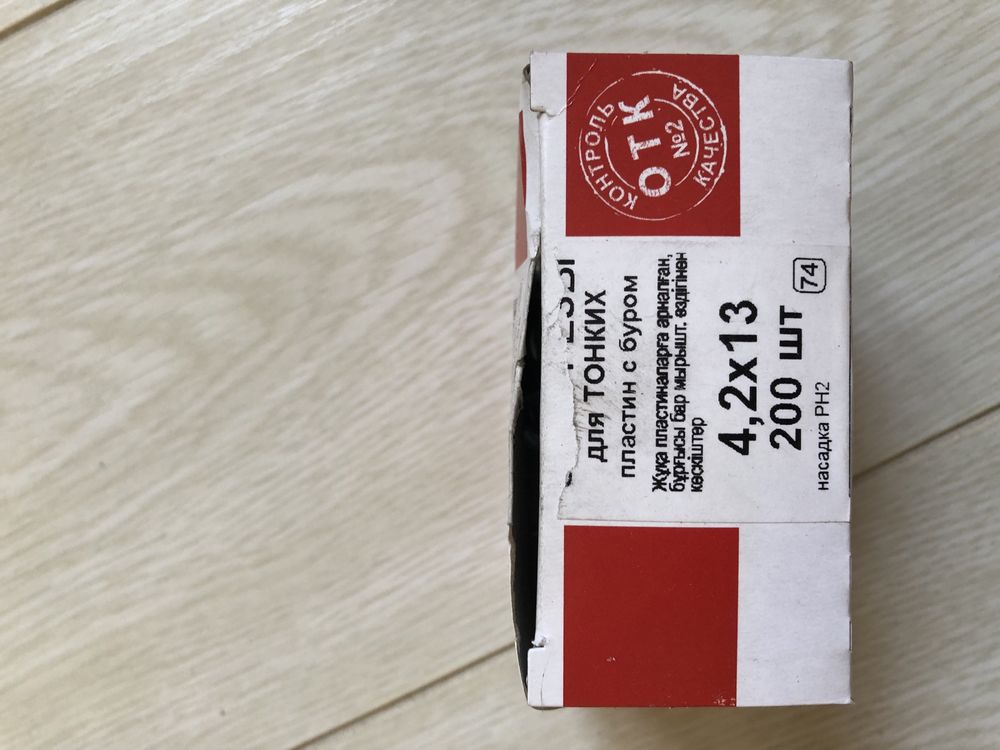 КОНТРОЛЬ
ОТК
№2
КАЧЕСТВА
для тонких
пластин с буром
Жұқа пластиналарға арналған,
бұрғысы бар мырышт. өздігінен
кескіштер
4,2х13
200 шт
74
насадка PH2